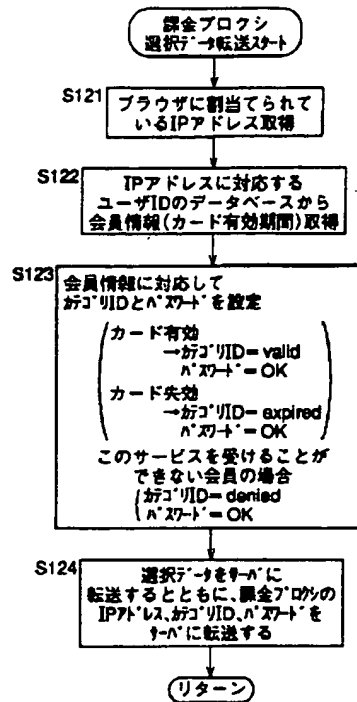 課金プロクシ
選択データ転送スタート
S121
ブラウザに割当てられて
いるIPアドレス取得
S122
IPアドレスに対応する
ユーザIDのデータベースから
会員情報(カード有効期間)取得
S123
会員情報に対応して
ｶﾃｺﾞﾘIDとﾊﾟｽﾜｰﾄﾞを設定
カード有効
→ｶﾃｺﾞﾘID=valid
ﾊﾟｽﾜｰﾄﾞ=OK
カード失効
→ｶﾃｺﾞﾘID=expired
ﾊﾟｽﾜｰﾄﾞ=OK
このサービスを受けることが
できない会員の場合
ｶﾃｺﾞﾘID=denied
ﾊﾟｽﾜｰﾄﾞ=OK
S124
選択データをｻｰﾊﾞに
転送するとともに、課金プロクシの
IPｱﾄﾞﾚｽ、ｶﾃｺﾞﾘID、ﾊﾟｽﾜｰﾄﾞを
ｻｰﾊﾞに転送する
リターン